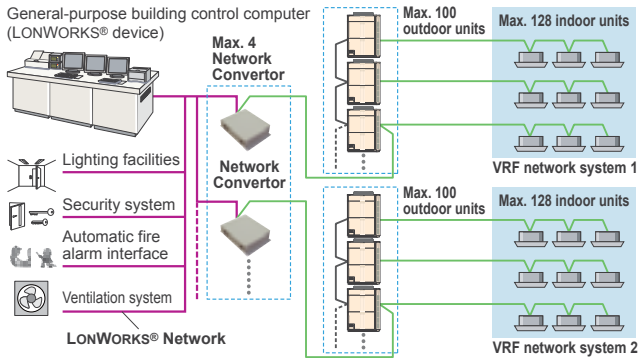 General-purpose building control computer
(LONWORKS® device)
Max. 4
Network
Convertor
Max. 100
outdoor units
Max. 128 indoor units
VRF network system 1
Lighting facilities
Security system
Automatic fire
alarm interface
Ventilation system
LONWORKS® Network
Network
Convertor
Max. 100
outdoor units
Max. 128 indoor units
VRF network system 2